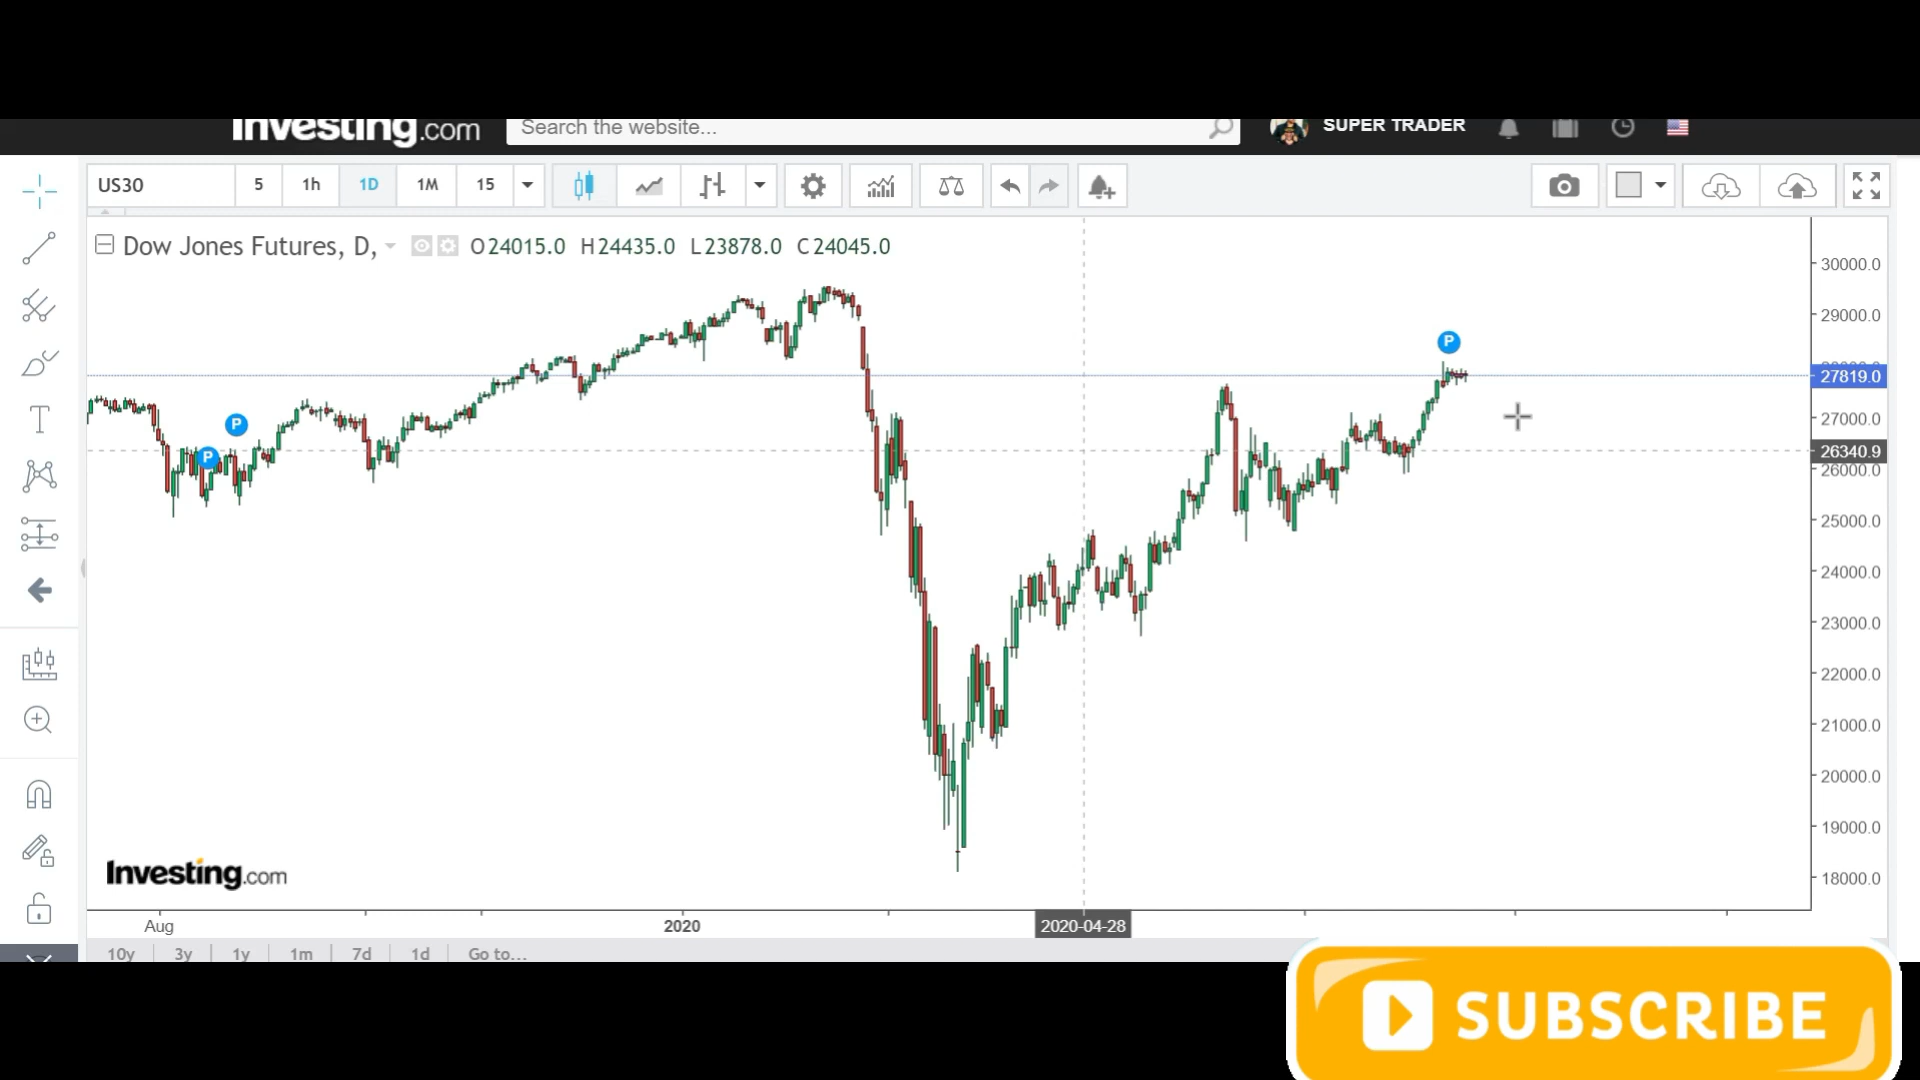 Investing.com
Search the website...
SUPER TRADER
US30
5
1h
1D
1M
15
Dow Jones Futures, D,
O24015.0 H24435.0 L23878.0 C24045.0
P
P
P
30000.0
29000.0
27819.0
27000.0
26340.9
26000.0
25000.0
24000.0
23000.0
22000.0
21000.0
20000.0
19000.0
18000.0
Investing.com
Aug
2020
2020-04-28
10y
3y
1y
1m
7d
1d
Go to...
SUBSCRIBE